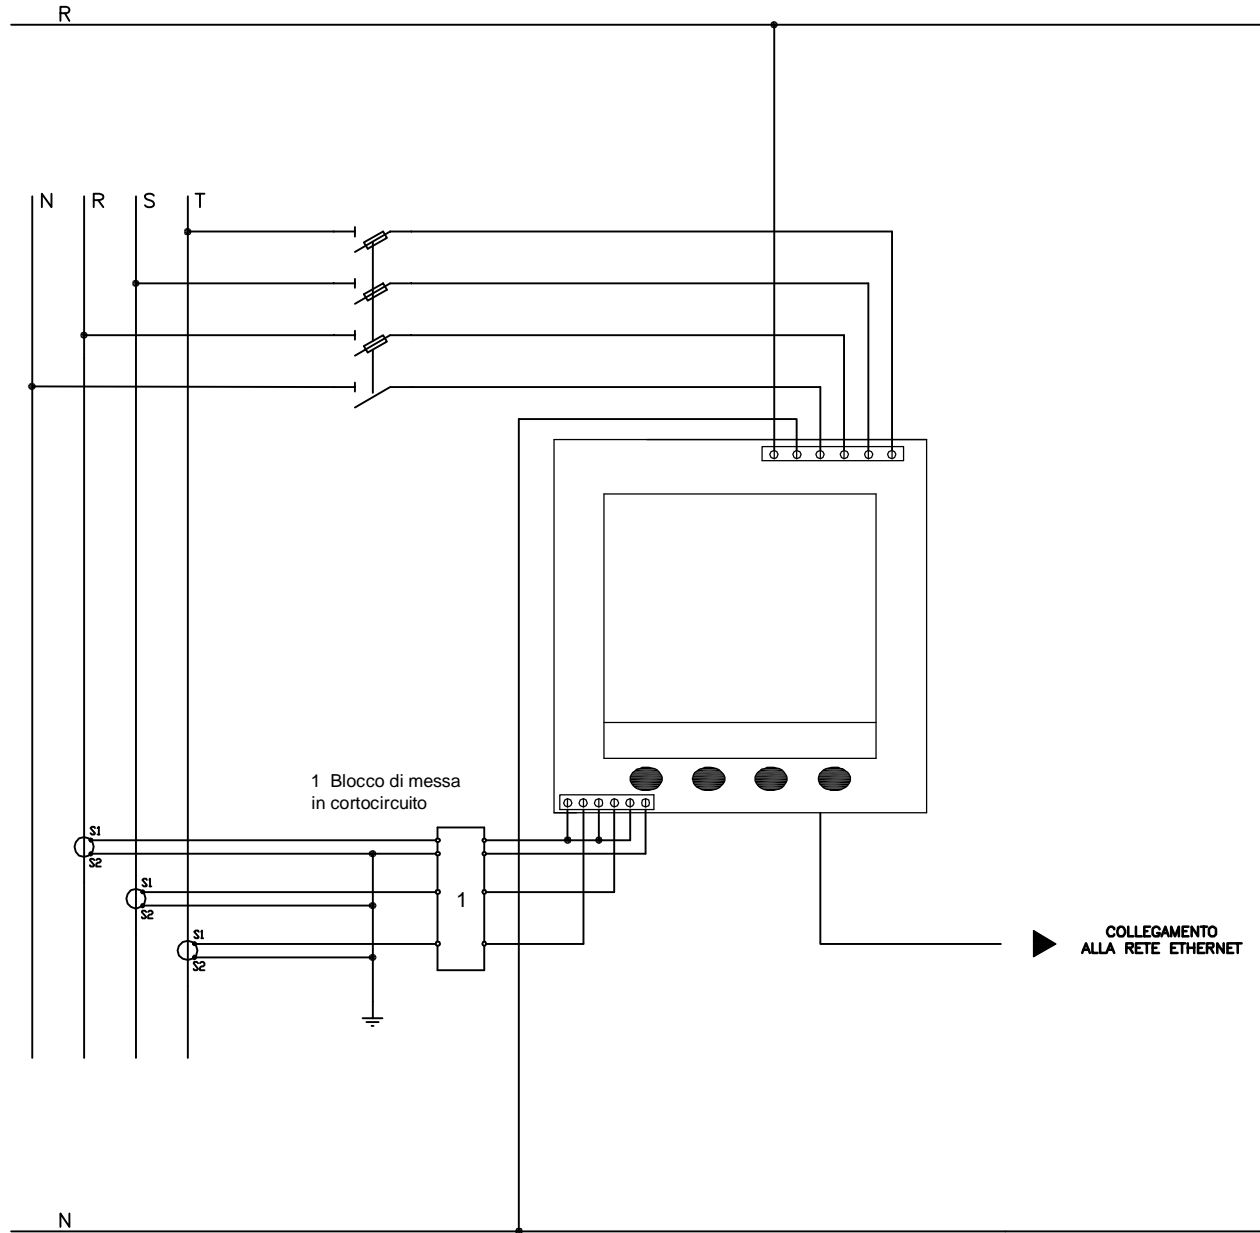 R
N R S T
1 Blocco di messa
in cortocircuito
S1
S2
S1
S2
S1
S2
1
COLLEGAMENTO
ALLA RETE ETHERNET
N